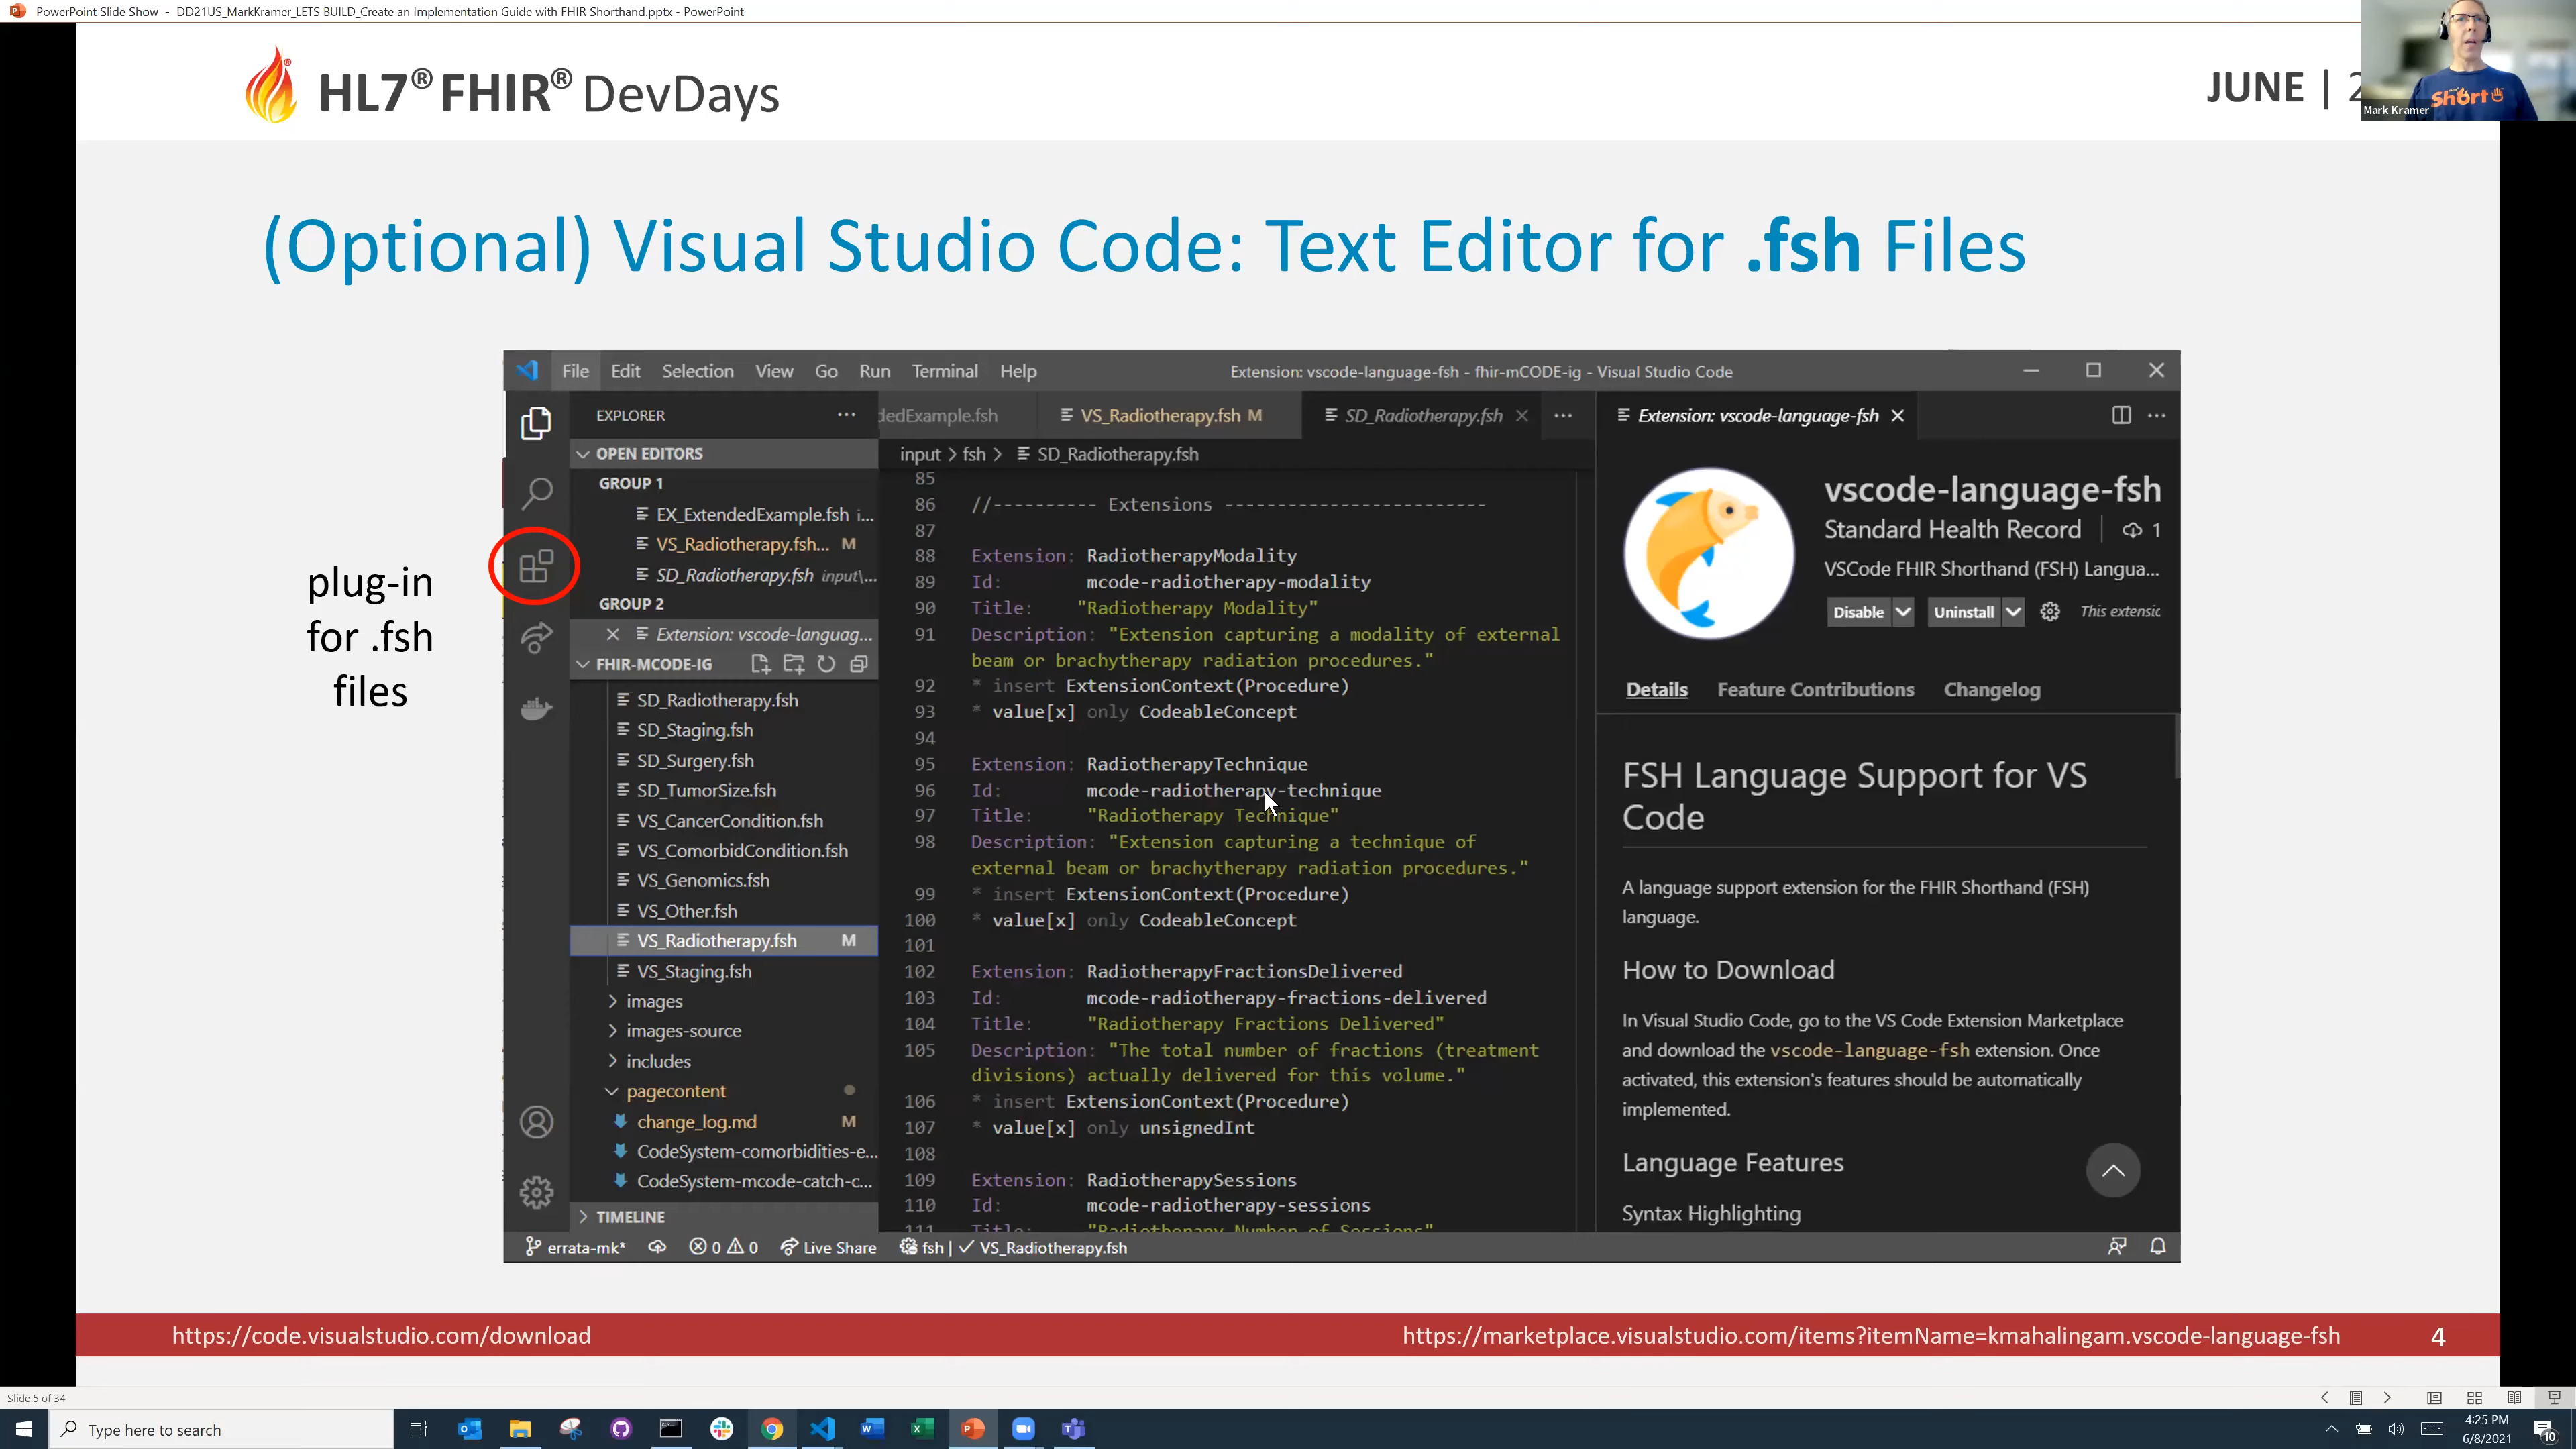 PowerPoint Slide Show - DD21US_MarkKramer_LETS BUILD_Create an Implementation Guide with FHIR Shorthand.pptx - PowerPoint
HL7® FHIR® DevDays
JUNE | 2
Short
Mark Kramer
(Optional) Visual Studio Code: Text Editor for .fsh Files
plug-in
for .fsh
files
File Edit Selection View Go Run Terminal Help
Extension: vscode-language-fsh - fhir-mCODE-ig - Visual Studio Code
EXPLORER
OPEN EDITORS
GROUP 1
EX_ExtendedExample.fsh i...
VS_Radiotherapy.fsh... M
SD_Radiotherapy.fsh input\...
GROUP 2
Extension: vscode-languag...
FHIR-MCODE-IG
SD_Radiotherapy.fsh
SD_Staging.fsh
SD_Surgery.fsh
SD_TumorSize.fsh
VS_CancerCondition.fsh
VS_ComorbidCondition.fsh
VS_Genomics.fsh
VS_Other.fsh
VS_Radiotherapy.fsh M
VS_Staging.fsh
images
images-source
includes
pagecontent
change_log.md M
CodeSystem-comorbidities-e...
CodeSystem-mcode-catch-c...
TIMELINE
dedExample.fsh
VS_Radiotherapy.fsh M
SD_Radiotherapy.fsh
input > fsh > SD_Radiotherapy.fsh
85
86 //---------- Extensions -------------------------
87
88 Extension: RadiotherapyModality
89 Id: mcode-radiotherapy-modality
90 Title: "Radiotherapy Modality"
91 Description: "Extension capturing a modality of external
beam or brachytherapy radiation procedures."
92 * insert ExtensionContext(Procedure)
93 * value[x] only CodeableConcept
94
95 Extension: RadiotherapyTechnique
96 Id: mcode-radiotherapy-technique
97 Title: "Radiotherapy Technique"
98 Description: "Extension capturing a technique of
external beam or brachytherapy radiation procedures."
99 * insert ExtensionContext(Procedure)
100 * value[x] only CodeableConcept
101
102 Extension: RadiotherapyFractionsDelivered
103 Id: mcode-radiotherapy-fractions-delivered
104 Title: "Radiotherapy Fractions Delivered"
105 Description: "The total number of fractions (treatment
divisions) actually delivered for this volume."
106 * insert ExtensionContext(Procedure)
107 * value[x] only unsignedInt
108
109 Extension: RadiotherapySessions
110 Id: mcode-radiotherapy-sessions
111 Title: "Radiotherapy Number of Sessions"
Extension: vscode-language-fsh
vscode-language-fsh
Standard Health Record | 1
VSCode FHIR Shorthand (FSH) Langua...
Disable Uninstall This extensic
Details Feature Contributions Changelog
FSH Language Support for VS
Code
A language support extension for the FHIR Shorthand (FSH)
language.
How to Download
In Visual Studio Code, go to the VS Code Extension Marketplace
and download the vscode-language-fsh extension. Once
activated, this extension's features should be automatically
implemented.
Language Features
Syntax Highlighting
errata-mk* 0 0 Live Share fsh | VS_Radiotherapy.fsh
https://code.visualstudio.com/download
https://marketplace.visualstudio.com/items?itemName=kmahalingam.vscode-language-fsh
4
Slide 5 of 34
Type here to search
4:25 PM
6/8/2021
10